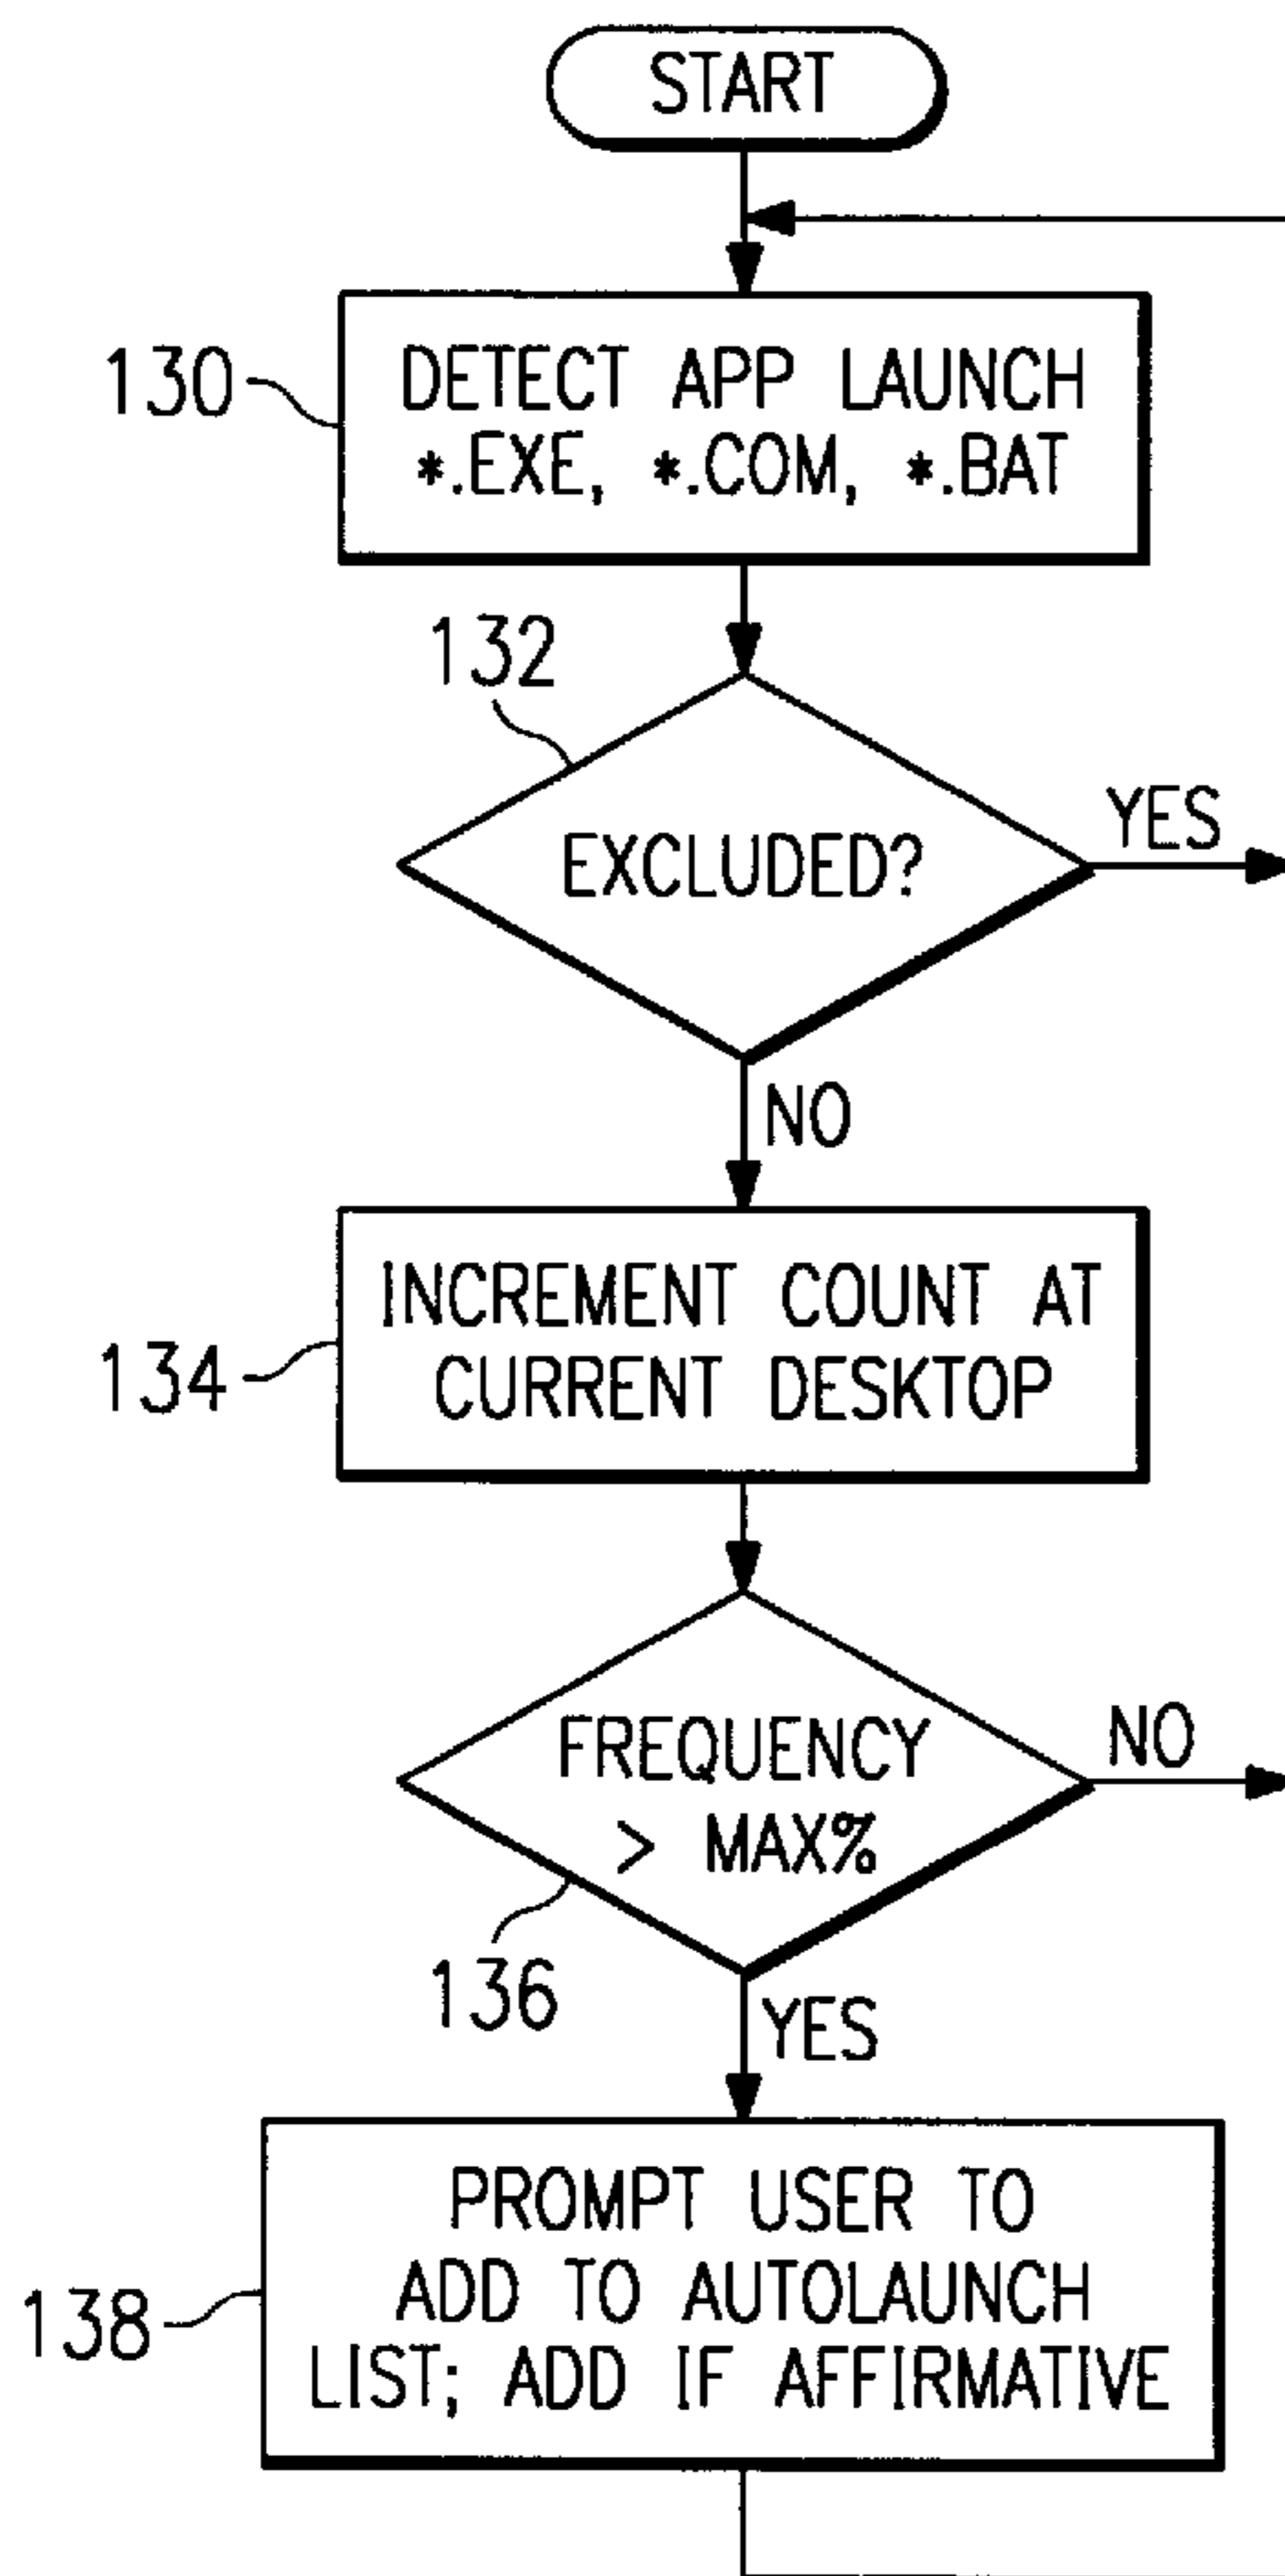 START
130
DETECT APP LAUNCH
*.EXE, *.COM, *.BAT
132
EXCLUDED?
YES
NO
134
INCREMENT COUNT AT
CURRENT DESKTOP
FREQUENCY
> MAX%
NO
136
YES
138
PROMPT USER TO
ADD TO AUTOLAUNCH
LIST; ADD IF AFFIRMATIVE